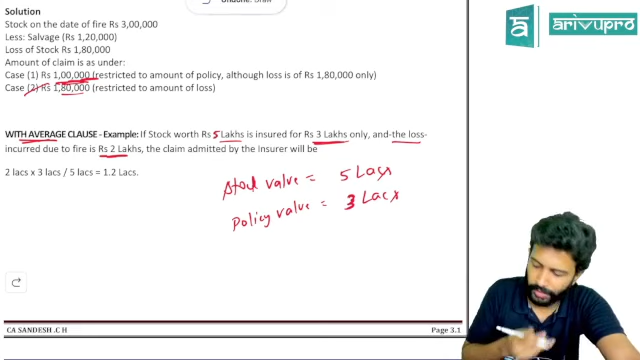 Solution
Stock on the date of fire Rs 3,00,000
Less: Salvage (Rs 1,20,000)
Loss of Stock Rs 1,80,000
Amount of claim is as under:
Case (1) Rs 1,00,000 (restricted to amount of policy, although loss is of Rs 1,80,000 only)
Case (2) Rs 1,80,000 (restricted to amount of loss)
WITH AVERAGE CLAUSE - Example: If Stock worth Rs 5 Lakhs is insured for Rs 3 Lakhs only, and the loss
incurred due to fire is Rs 2 Lakhs, the claim admitted by the Insurer will be
2 lacs x 3 lacs / 5 lacs = 1.2 Lacs.
Stock value = 5 Lacs
Policy value = 3 Lacs
CA SANDESH .C H
Page 3.1
ARIVUPRO